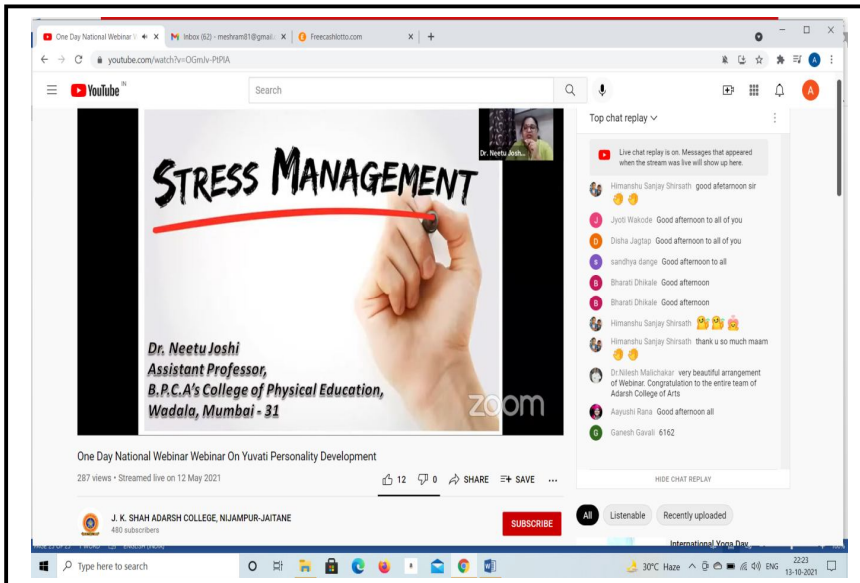 One Day National Webinar W
Inbox (62) - meshram81@gmail.c
Freecashlotto.com
youtube.com/watch?v=OGmJv-PtPlA
YouTube IN
Search
STRESS MANAGEMENT
Dr. Neetu Josh...
Dr. Neetu Joshi
Assistant Professor,
B.P.C.A's College of Physical Education,
Wadala, Mumbai - 31
zoom
One Day National Webinar Webinar On Yuvati Personality Development
287 views • Streamed live on 12 May 2021
12
0
SHARE
SAVE
J. K. SHAH ADARSH COLLEGE, NIJAMPUR-JAITANE
480 subscribers
SUBSCRIBE
Top chat replay
Live chat replay is on. Messages that appeared
when the stream was live will show up here.
Himanshu Sanjay Shirsath good afetarnoon sir
Jyoti Wakode Good afternoon to all of you
Disha Jagtap Good afternoon to all of you
sandhya dange Good afternoon to all
Bharati Dhikale Good afternoon
Bharati Dhikale Good afternoon
Himanshu Sanjay Shirsath
Himanshu Sanjay Shirsath thank u so much maam
Dr.Nilesh Malichakar very beautiful arrangement
of Webinar. Congratulation to the entire team of
Adarsh College of Arts
Aayushi Rana Good afternoon all
Ganesh Gavali 6162
HIDE CHAT REPLAY
All
Listenable
Recently uploaded
International Yoga Day
Type here to search
30°C Haze
ENG
22:23
13-10-2021